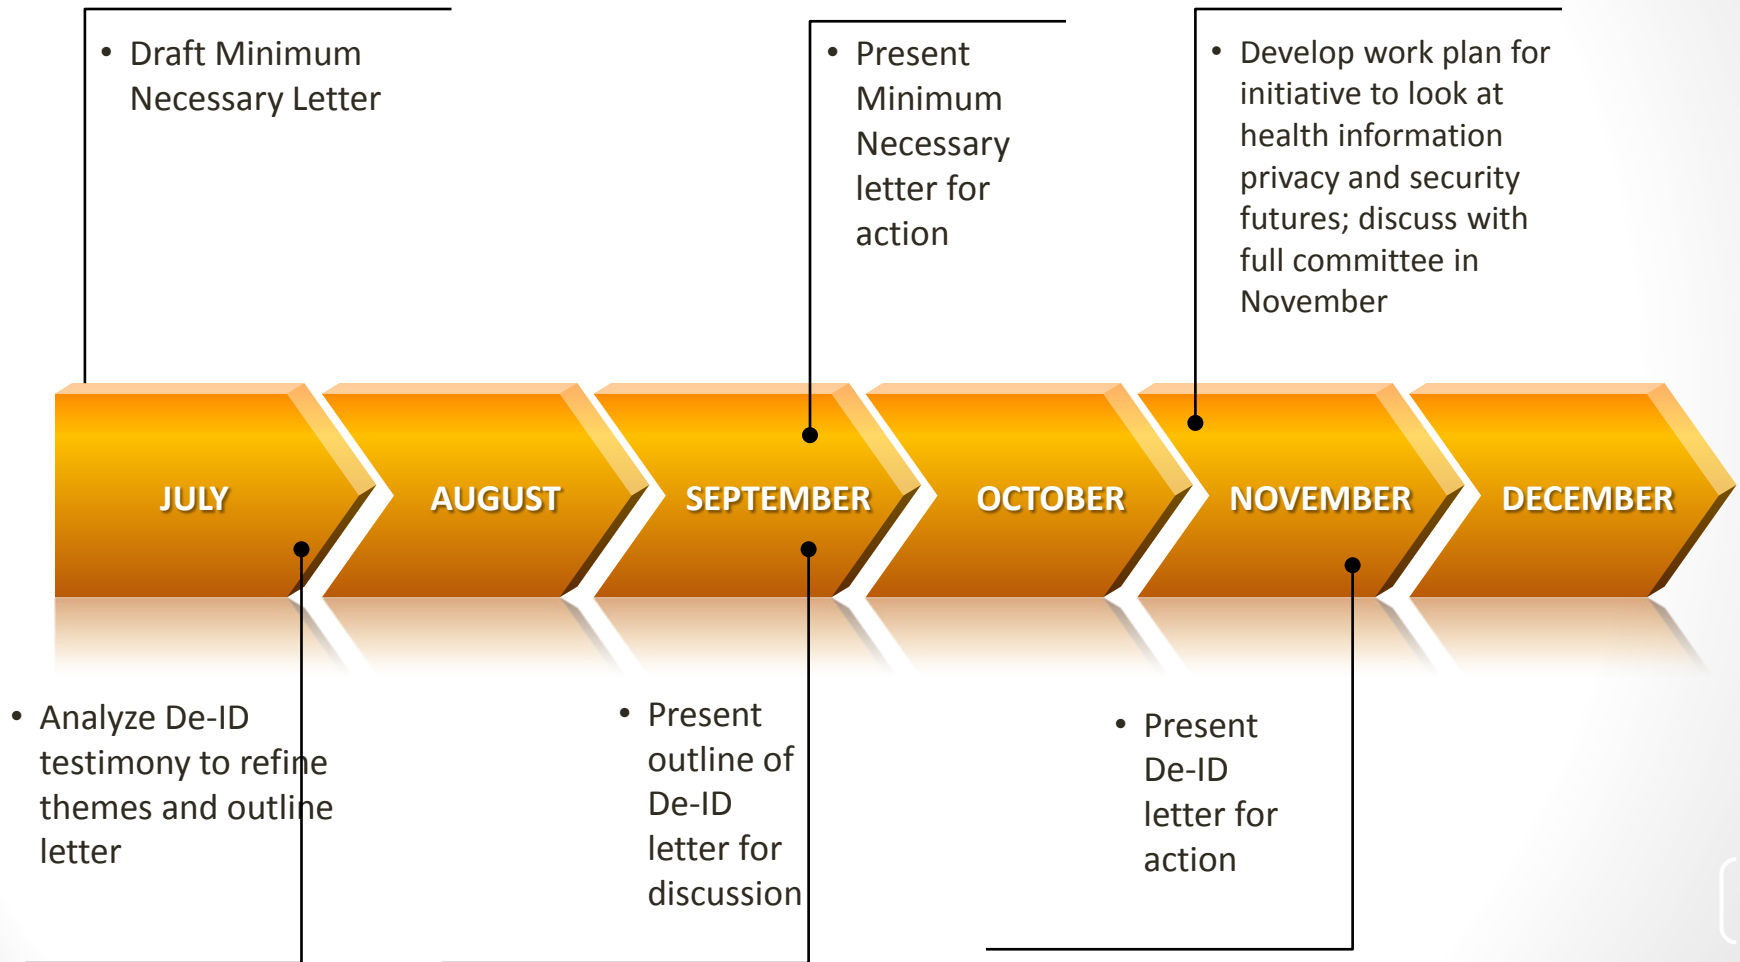 • Draft Minimum
Necessary Letter
• Present
Minimum
Necessary
letter for
action
• Develop work plan for
initiative to look at
health information
privacy and security
futures; discuss with
full committee in
November
JULY
AUGUST
SEPTEMBER
OCTOBER
NOVEMBER
DECEMBER
• Analyze De-ID
testimony to refine
themes and outline
letter
• Present
outline of
De-ID
letter for
discussion
• Present
De-ID
letter for
action